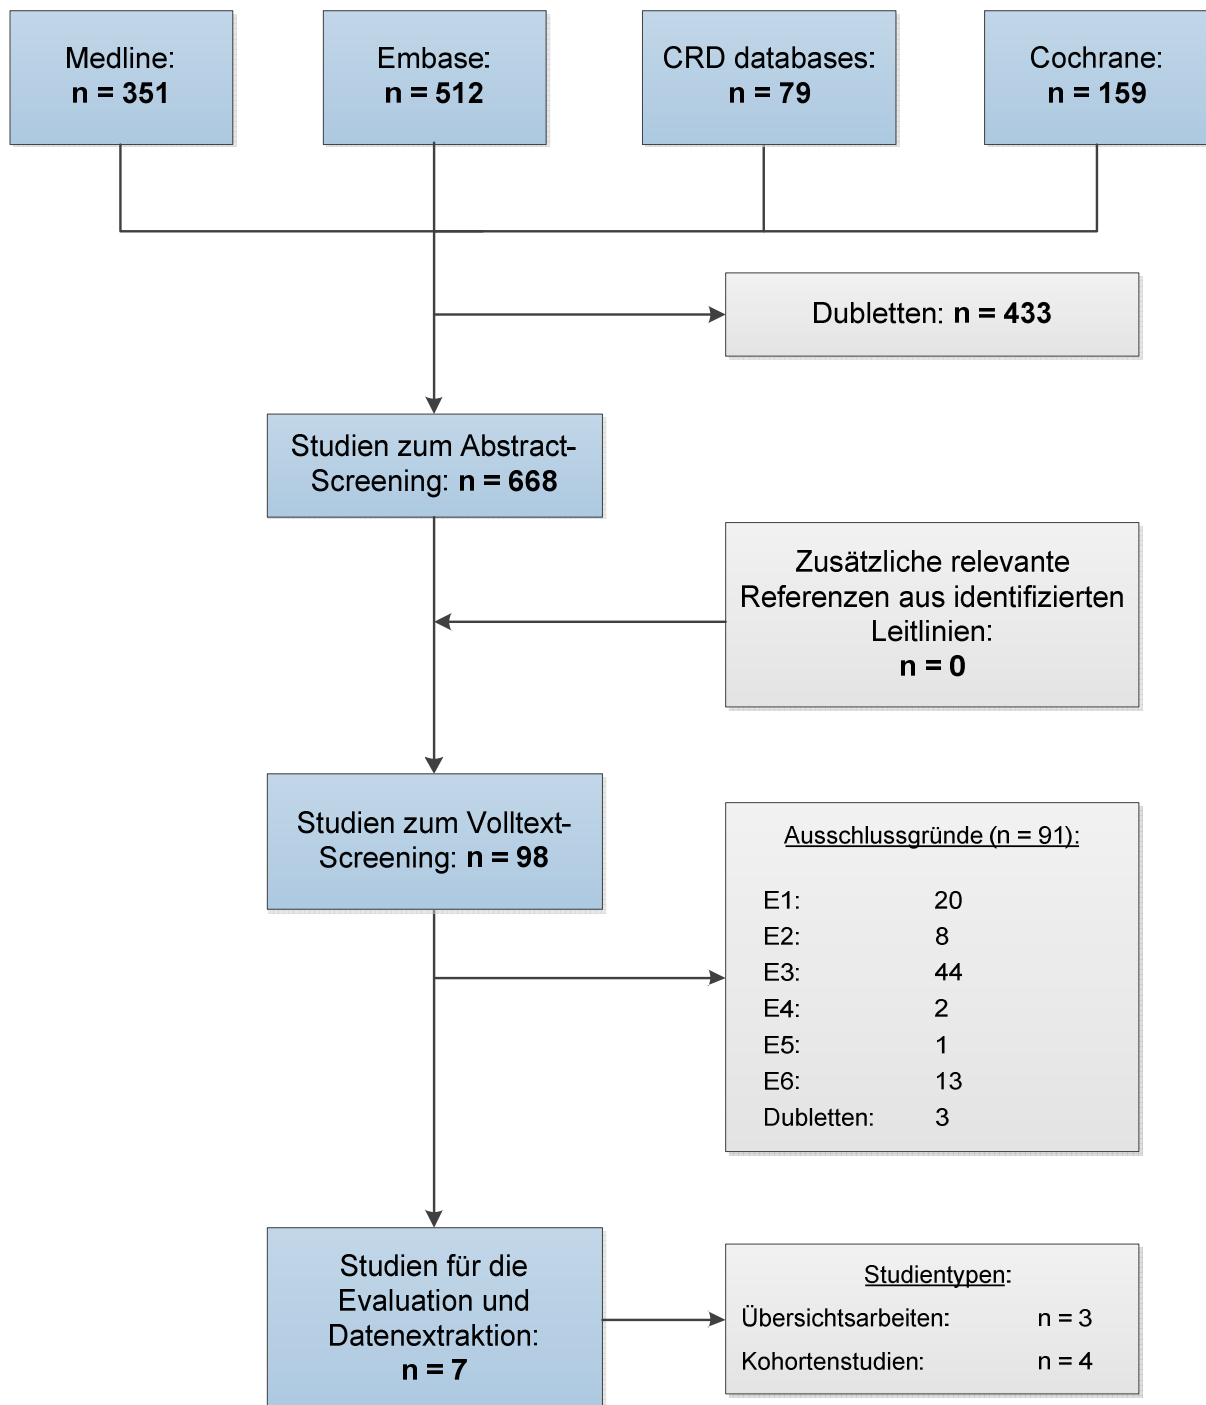 Medline:
n = 351
Embase:
n = 512
CRD databases:
n = 79
Cochrane:
n = 159
Dubletten: n = 433
Studien zum Abstract-
Screening: n = 668
Zusätzliche relevante
Referenzen aus identifizierten
Leitlinien:
n = 0
Studien zum Volltext-
Screening: n = 98
Ausschlussgründe (n = 91):
E1: 20
E2: 8
E3: 44
E4: 2
E5: 1
E6: 13
Dubletten: 3
Studien für die
Evaluation und
Datenextraktion:
n = 7
Studientypen:
Übersichtsarbeiten: n = 3
Kohortenstudien: n = 4